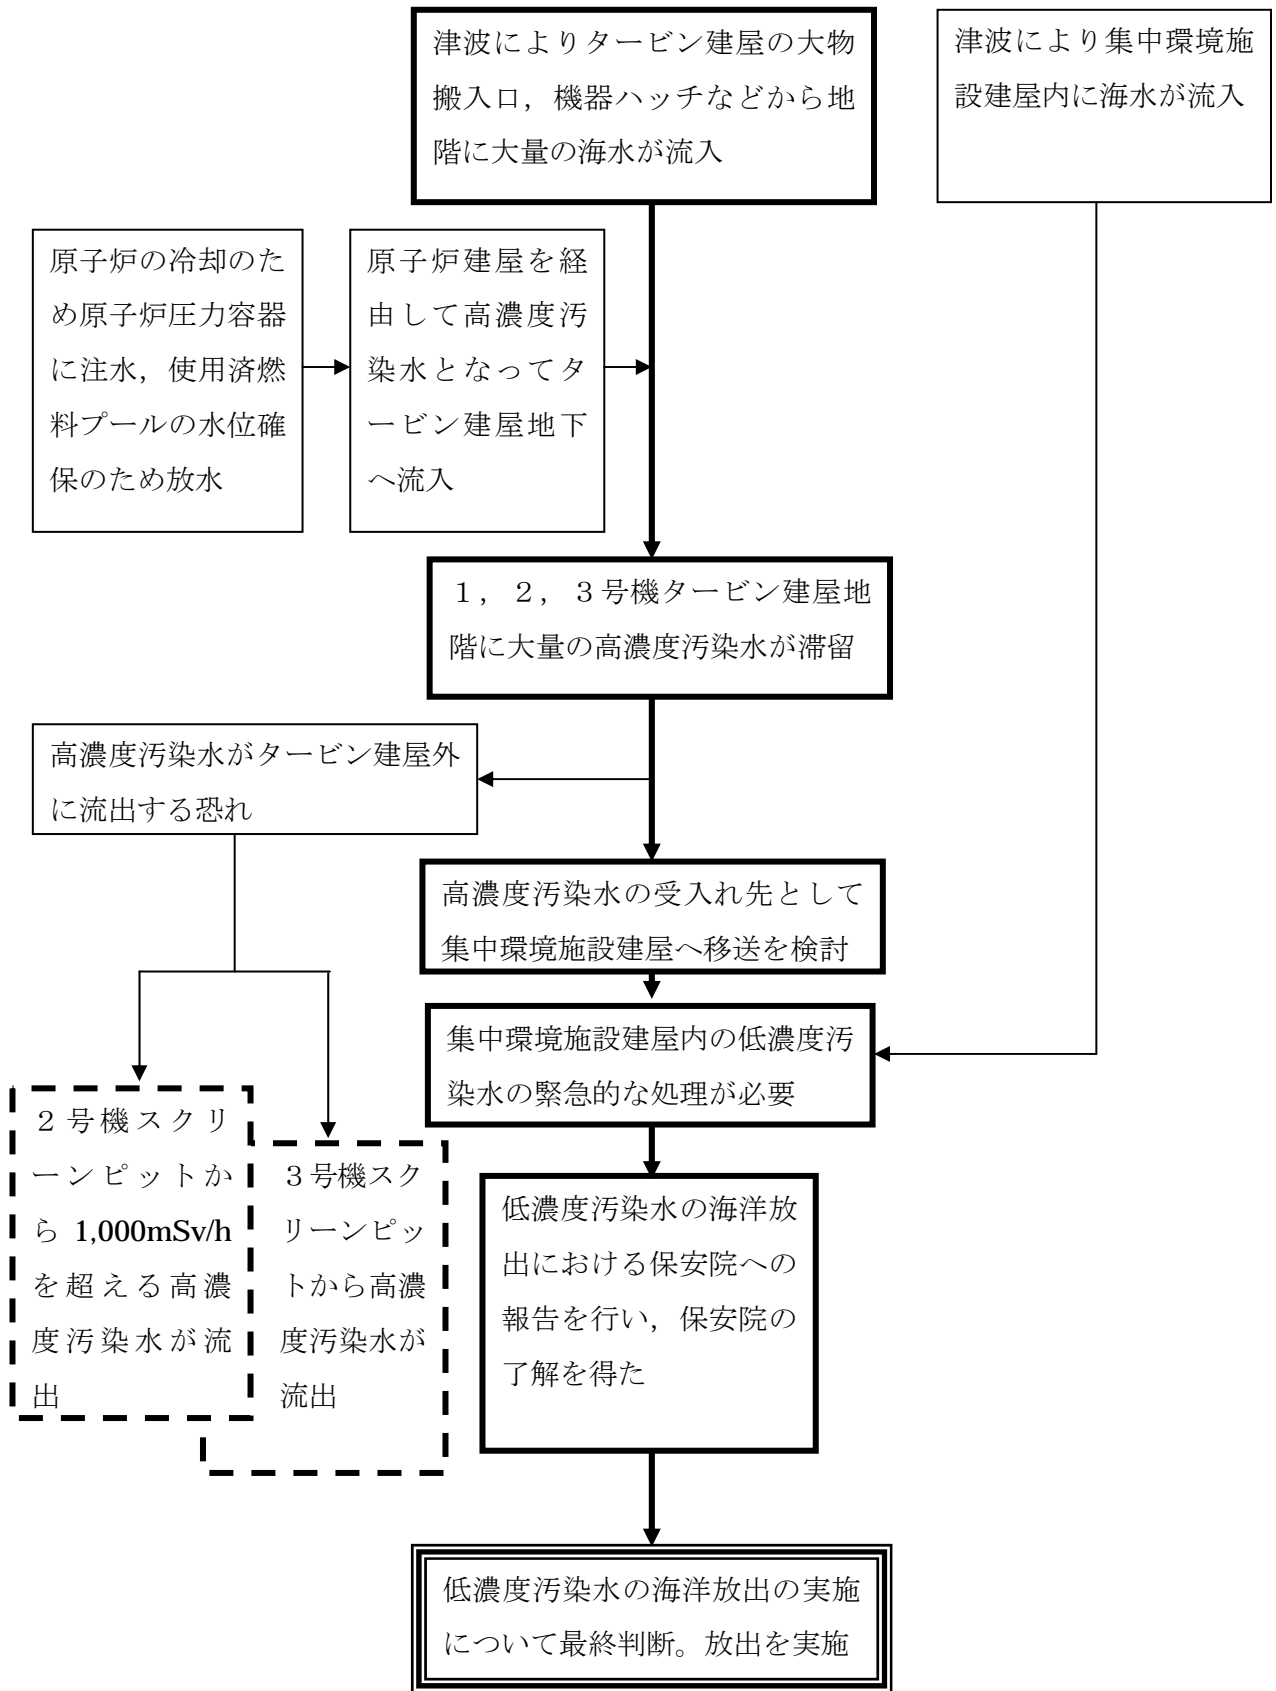 津波によりタービン建屋の大物
搬入口，機器ハッチなどから地
階に大量の海水が流入
津波により集中環境施
設建屋内に海水が流入
原子炉の冷却のた
め原子炉圧力容器
に注水，使用済燃
料プールの水位確
保のため放水
原子炉建屋を経
由して高濃度汚
染水となってタ
ービン建屋地下
へ流入
１，２，３号機タービン建屋地
階に大量の高濃度汚染水が滞留
高濃度汚染水がタービン建屋外
に流出する恐れ
高濃度汚染水の受入れ先として
集中環境施設建屋へ移送を検討
集中環境施設建屋内の低濃度汚
染水の緊急的な処理が必要
２号機スクリ
ーンピットか
ら 1,000mSv/h
を超える高濃
度汚染水が流
出
３号機スク
リーンピッ
トから高濃
度汚染水が
流出
低濃度汚染水の海洋放
出における保安院への
報告を行い，保安院の
了解を得た
低濃度汚染水の海洋放出の実施
について最終判断。放出を実施